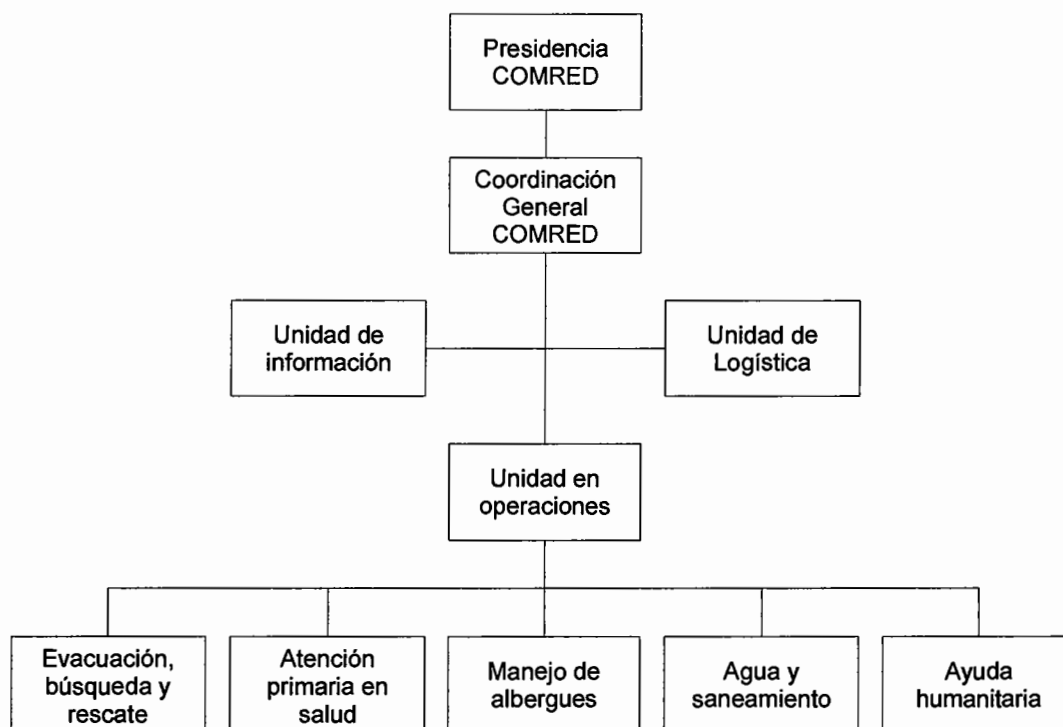 Presidencia
COMRED
Coordinación
General
COMRED
Unidad de
información
Unidad de
Logística
Unidad en
operaciones
Evacuación,
búsqueda y
rescate
Atención
primaria en
salud
Manejo de
albergues
Agua y
saneamiento
Ayuda
humanitaria